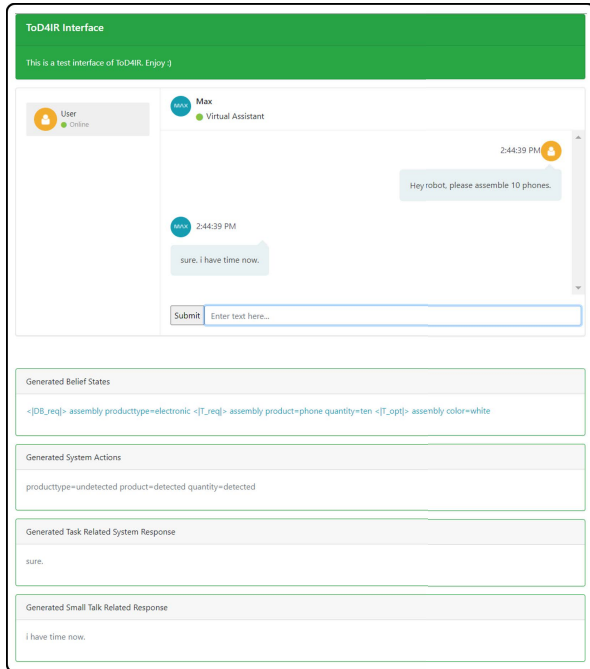 ToD4IR Interface
This is a test interface of ToD4IR. Enjoy :)
User
Online
MAX
Max
Virtual Assistant
2:44:39 PM
Hey robot, please assemble 10 phones.
MAX
2:44:39 PM
sure. i have time now.
Submit
Enter text here...
Generated Belief States
<|DB_req|> assembly producttype=electronic <|T_req|> assembly product=phone quantity=ten <|T_opt|> assembly color=white
Generated System Actions
producttype=undetected product=detected quantity=detected
Generated Task Related System Response
sure.
Generated Small Talk Related Response
i have time now.